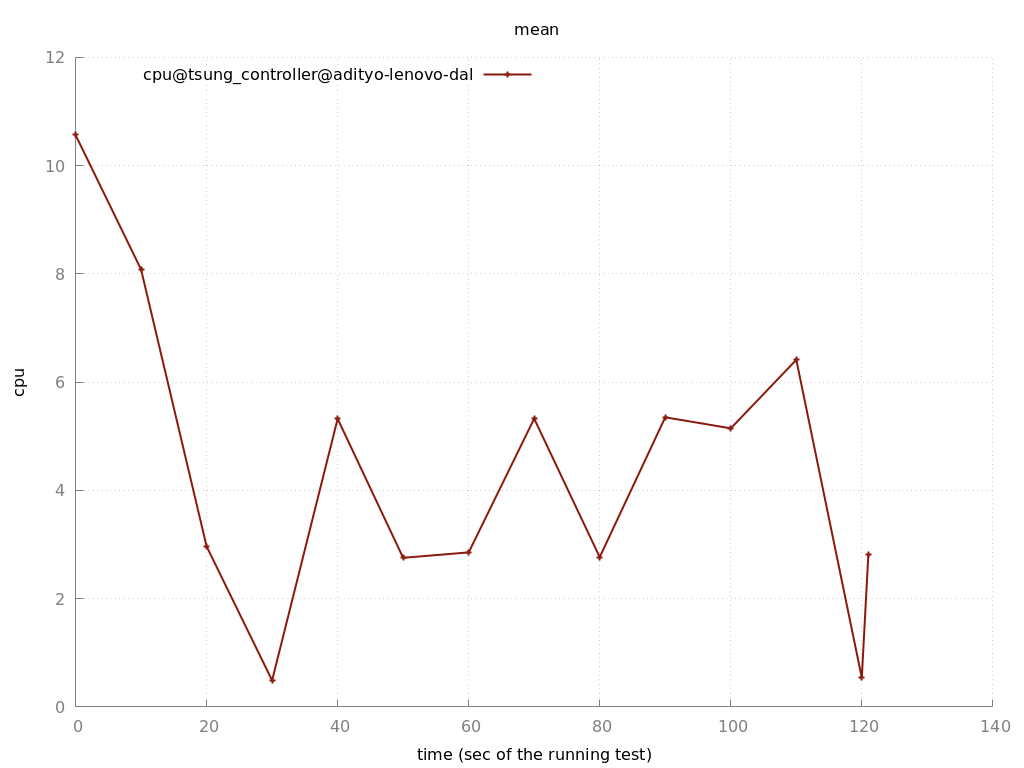 mean
cpu@tsung_controller@adityo-lenovo-dal
12
10
8
6
4
2
0
cpu
0 20 40 60 80 100 120 140
time (sec of the running test)